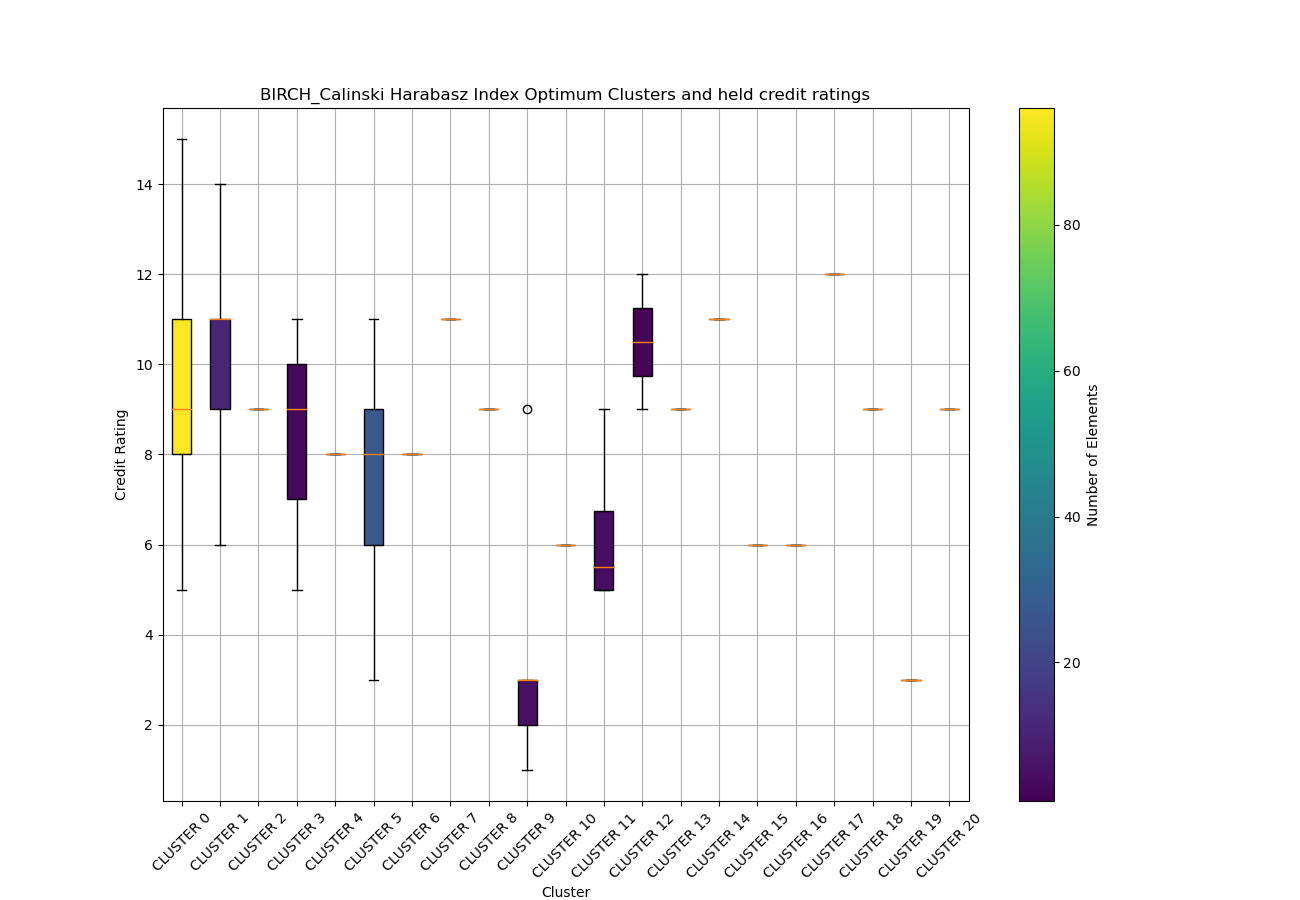 BIRCH_Calinski Harabasz Index Optimum Clusters and held credit ratings
14
12
10
8
6
4
2
Credit Rating
CLUSTER 0
CLUSTER 1
CLUSTER 2
CLUSTER 3
CLUSTER 4
CLUSTER 5
CLUSTER 6
CLUSTER 7
CLUSTER 8
CLUSTER 9
CLUSTER 10
CLUSTER 11
CLUSTER 12
CLUSTER 13
CLUSTER 14
CLUSTER 15
CLUSTER 16
CLUSTER 17
CLUSTER 18
CLUSTER 19
CLUSTER 20
Cluster
80
60
40
20
Number of Elements